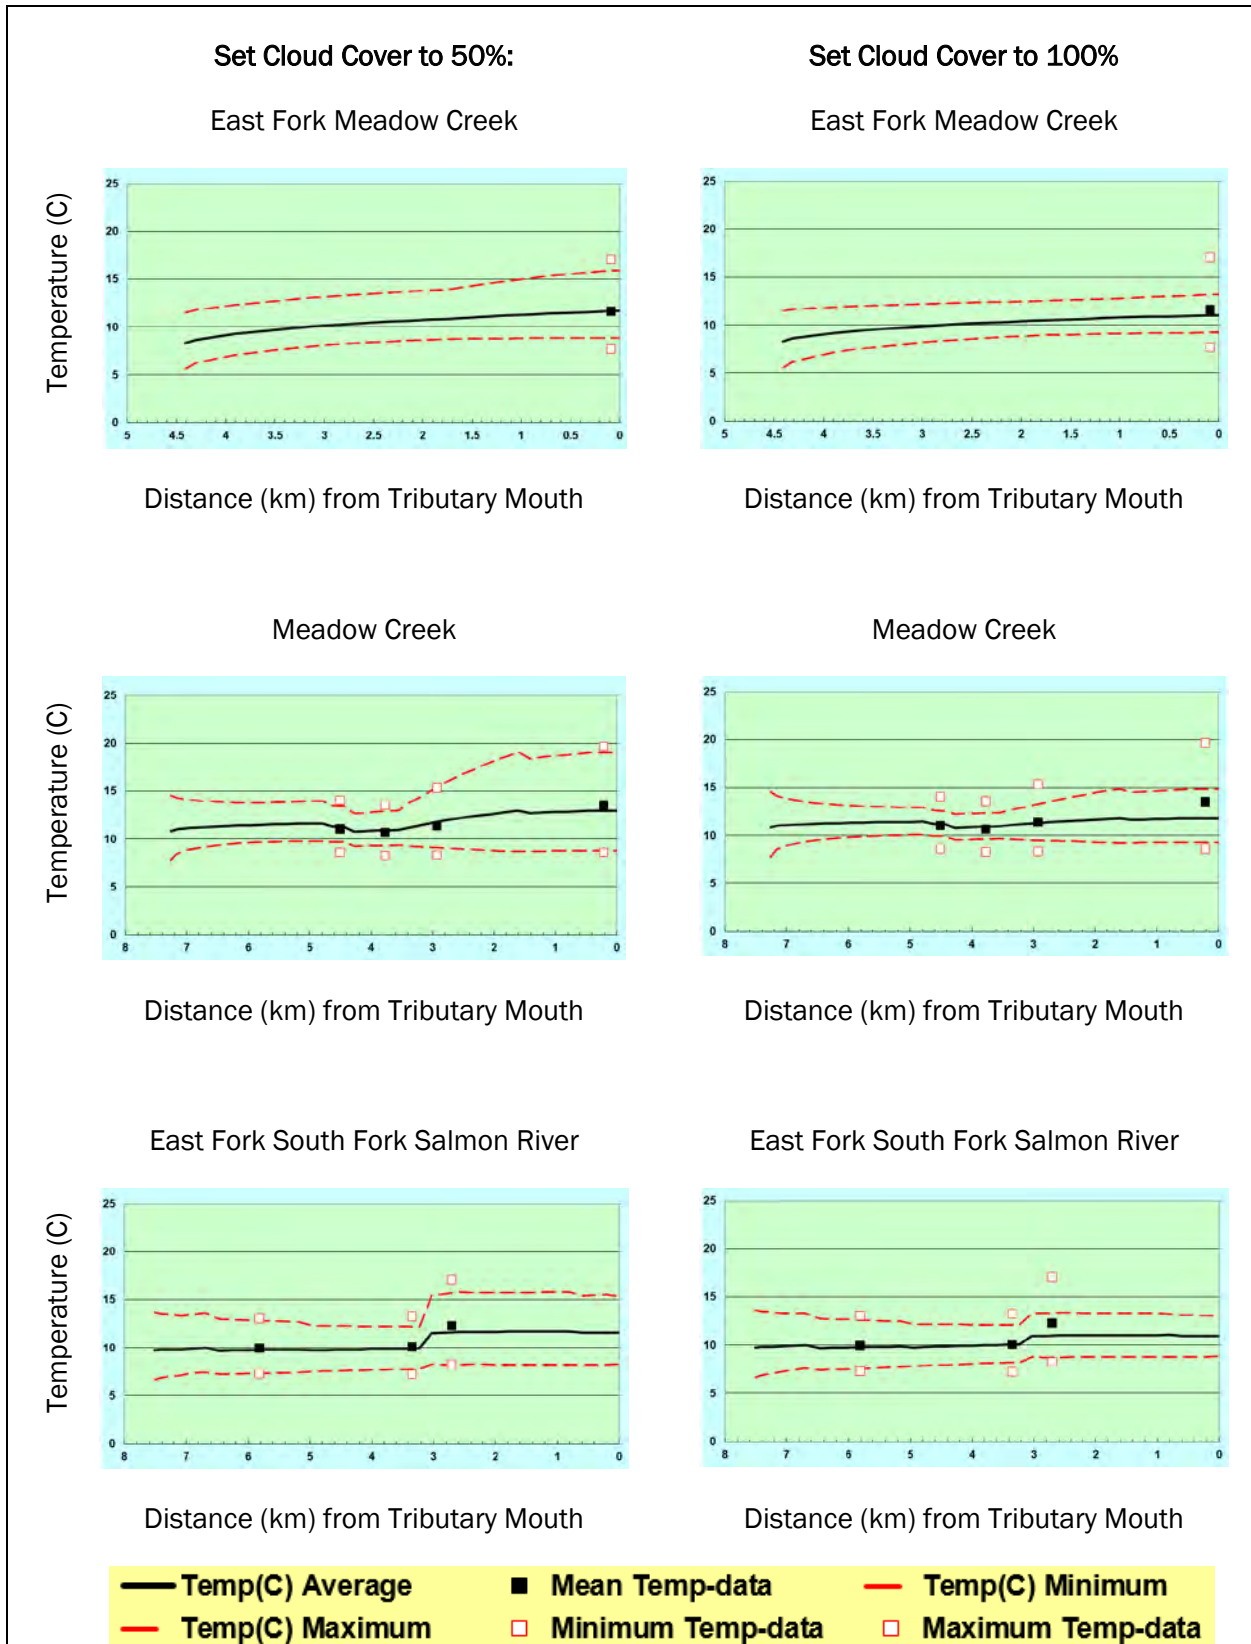 Set Cloud Cover to 50%:
Set Cloud Cover to 100%
East Fork Meadow Creek
East Fork Meadow Creek
Temperature (C)
25
20
15
10
5
0
5 4.5 4 3.5 3 2.5 2 1.5 1 0.5 0
25
20
15
10
5
0
5 4.5 4 3.5 3 2.5 2 1.5 1 0.5 0
Distance (km) from Tributary Mouth
Distance (km) from Tributary Mouth
Meadow Creek
Meadow Creek
Temperature (C)
25
20
15
10
5
0
8 7 6 5 4 3 2 1 0
25
20
15
10
5
0
8 7 6 5 4 3 2 1 0
Distance (km) from Tributary Mouth
Distance (km) from Tributary Mouth
East Fork South Fork Salmon River
East Fork South Fork Salmon River
Temperature (C)
25
20
15
10
5
0
8 7 6 5 4 3 2 1 0
25
20
15
10
5
0
8 7 6 5 4 3 2 1 0
Distance (km) from Tributary Mouth
Distance (km) from Tributary Mouth
Temp(C) Average
Mean Temp-data
Temp(C) Minimum
Temp(C) Maximum
Minimum Temp-data
Maximum Temp-data